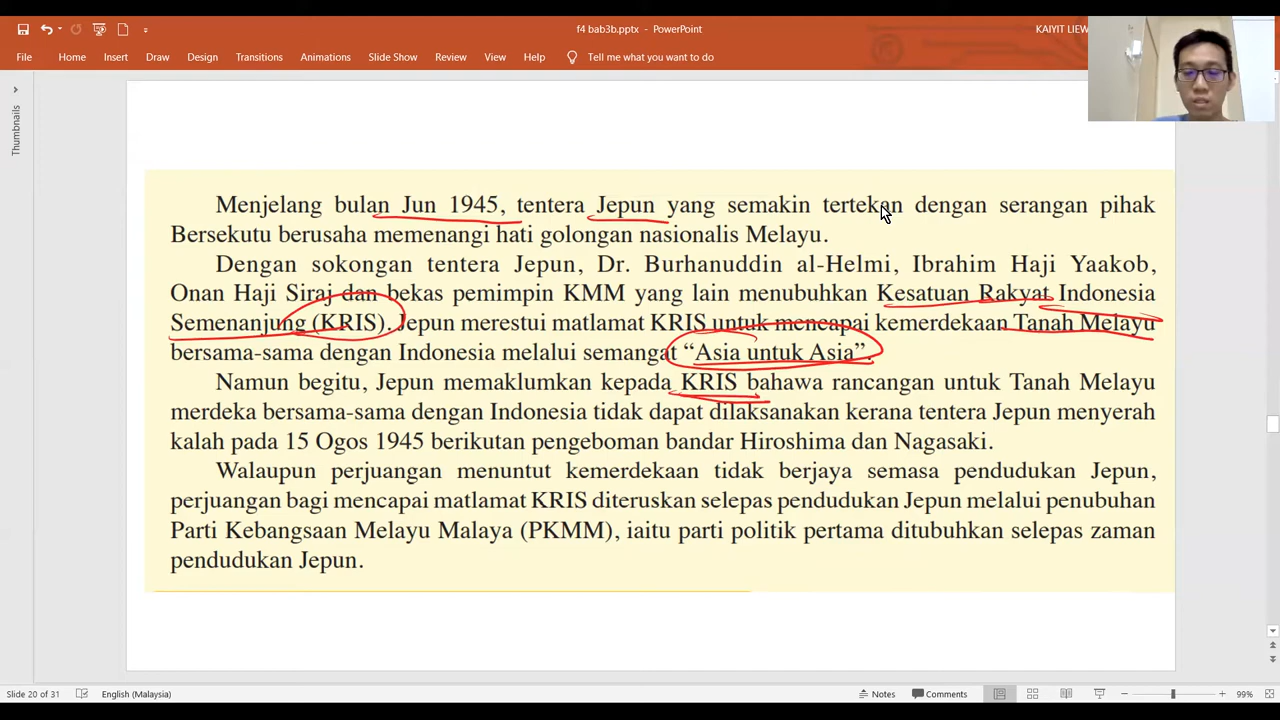 f4 bab3b.pptx - PowerPoint
KAIYIT LIEW
File Home Insert Draw Design Transitions Animations Slide Show Review View Help Tell me what you want to do
Thumbnails
Menjelang bulan Jun 1945, tentera Jepun yang semakin tertekan dengan serangan pihak
Bersekutu berusaha memenangi hati golongan nasionalis Melayu.
Dengan sokongan tentera Jepun, Dr. Burhanuddin al-Helmi, Ibrahim Haji Yaakob,
Onan Haji Siraj dan bekas pemimpin KMM yang lain menubuhkan Kesatuan Rakyat Indonesia
Semenanjung (KRIS). Jepun merestui matlamat KRIS untuk mencapai kemerdekaan Tanah Melayu
bersama-sama dengan Indonesia melalui semangat “Asia untuk Asia”.
Namun begitu, Jepun memaklumkan kepada KRIS bahawa rancangan untuk Tanah Melayu
merdeka bersama-sama dengan Indonesia tidak dapat dilaksanakan kerana tentera Jepun menyerah
kalah pada 15 Ogos 1945 berikutan pengeboman bandar Hiroshima dan Nagasaki.
Walaupun perjuangan menuntut kemerdekaan tidak berjaya semasa pendudukan Jepun,
perjuangan bagi mencapai matlamat KRIS diteruskan selepas pendudukan Jepun melalui penubuhan
Parti Kebangsaan Melayu Malaya (PKMM), iaitu parti politik pertama ditubuhkan selepas zaman
pendudukan Jepun.
Slide 20 of 31 English (Malaysia) Notes Comments 99%